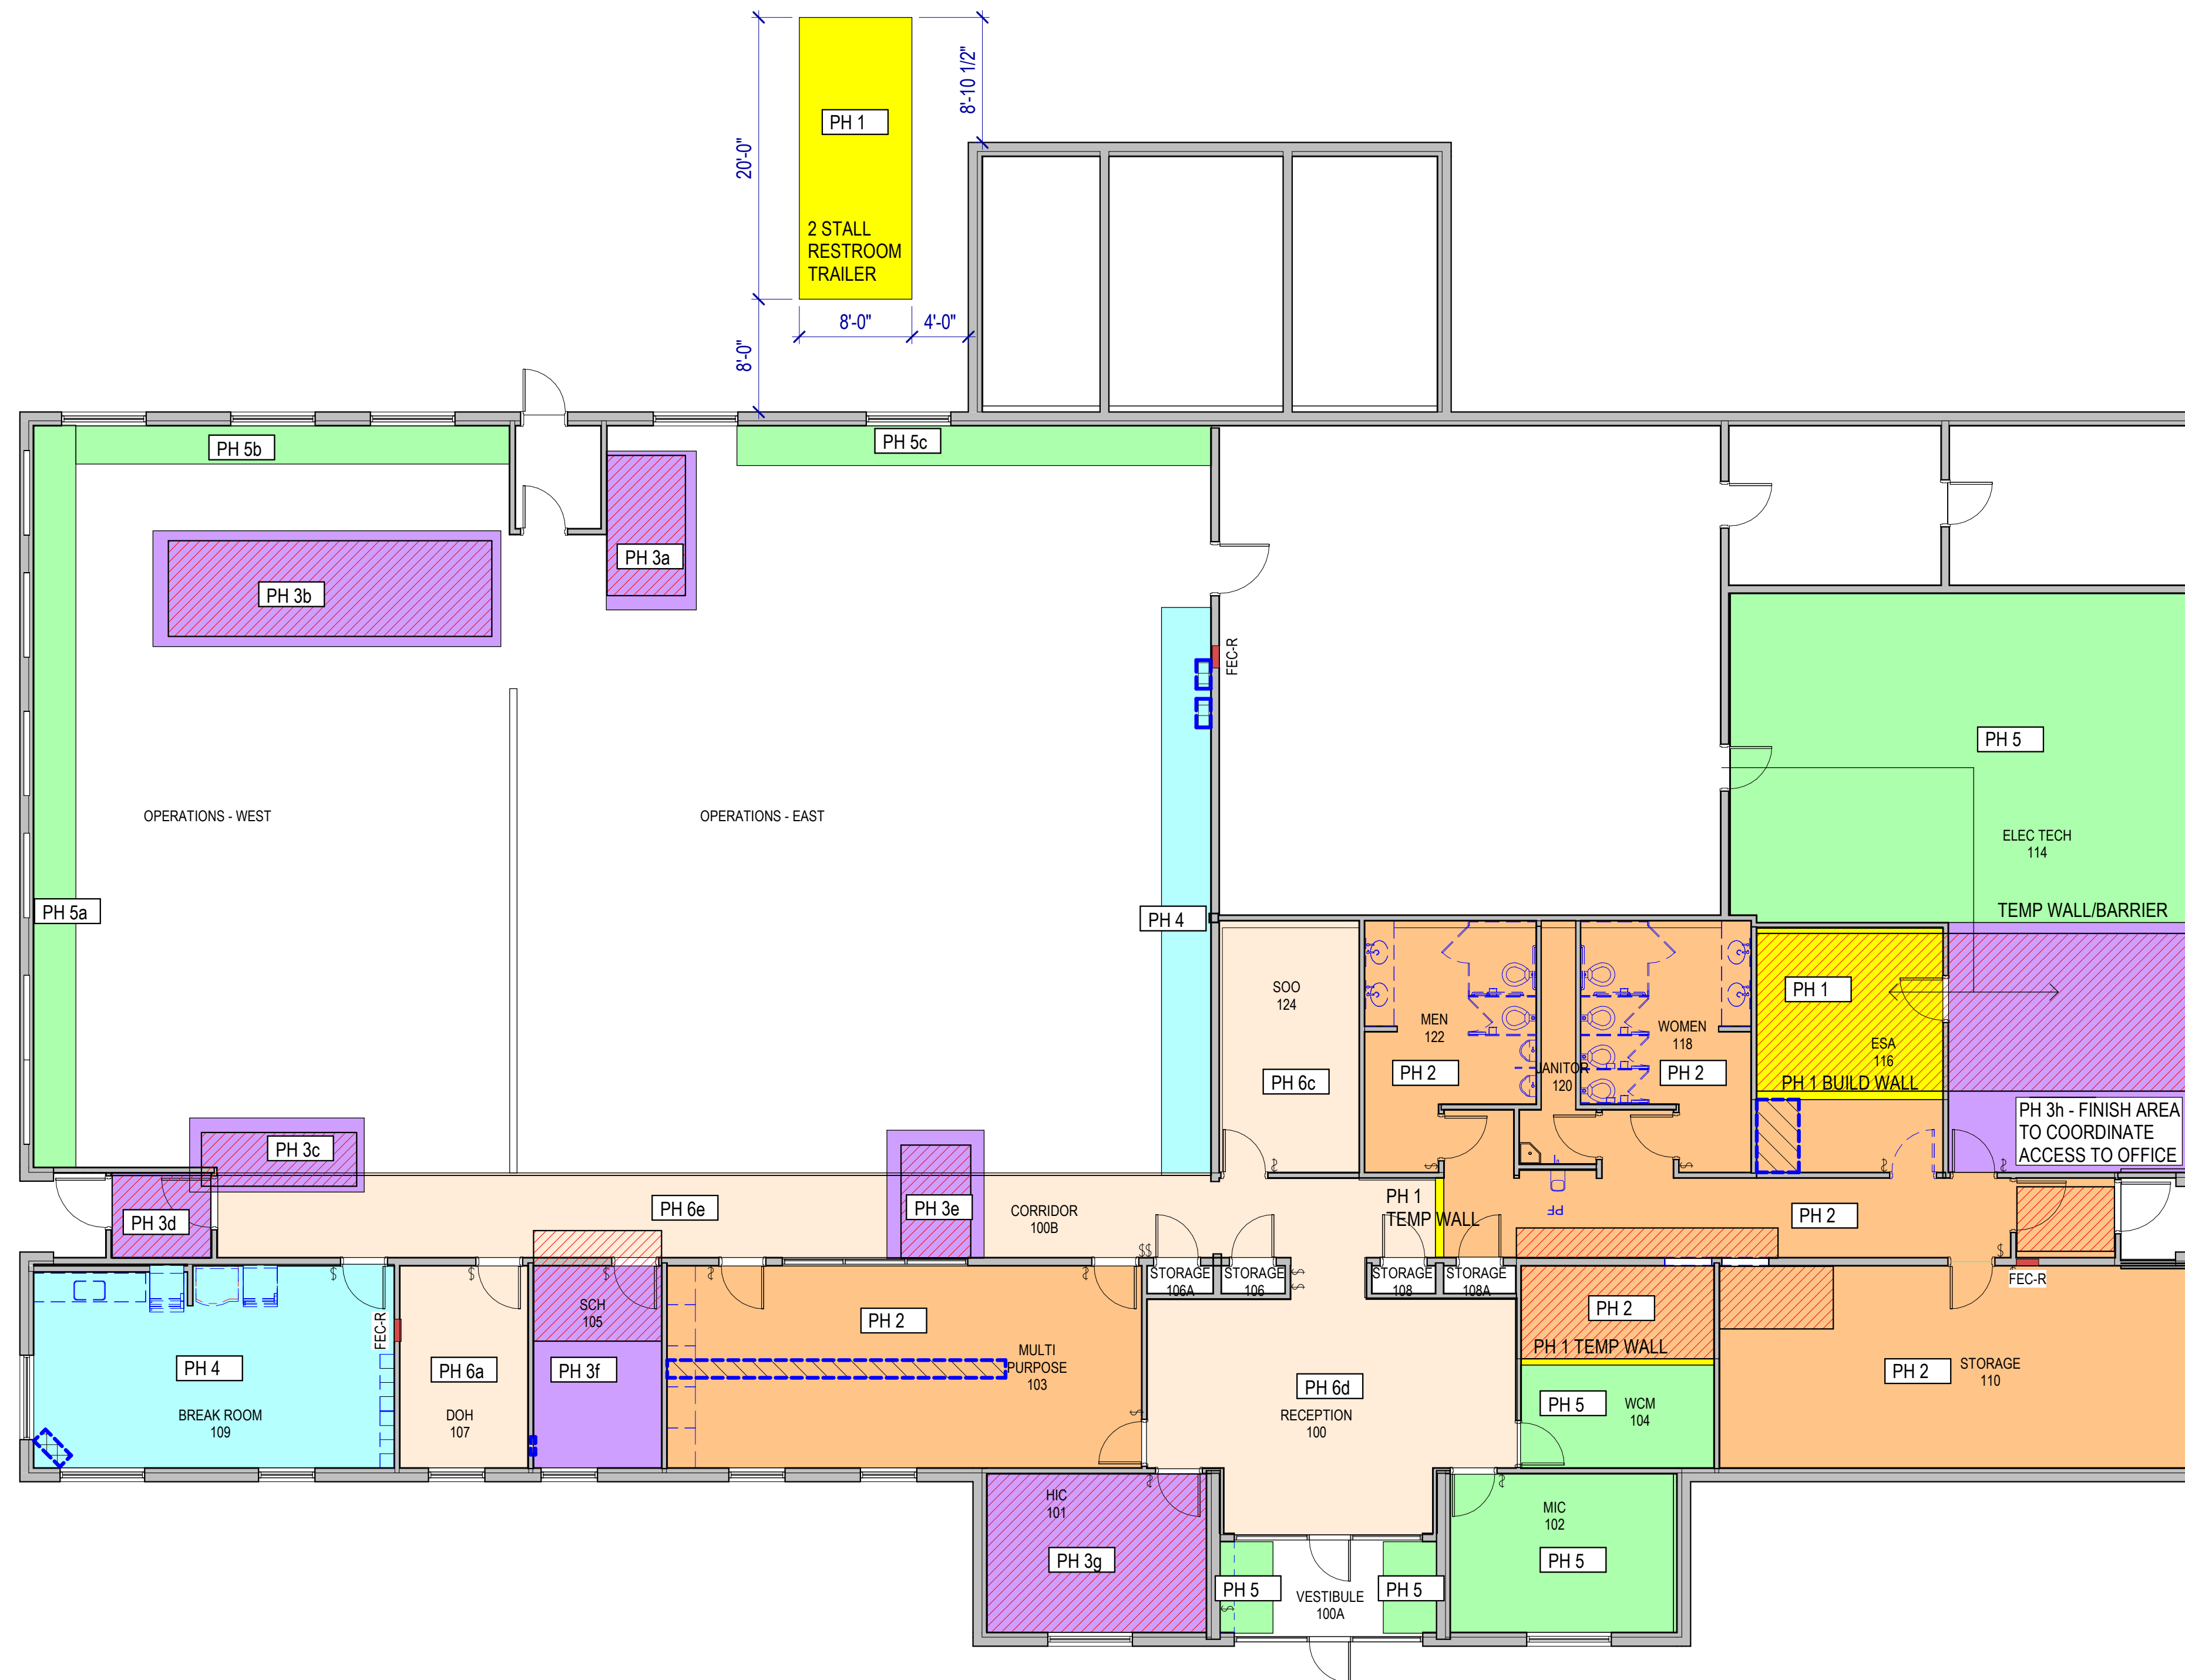 8'-10 1/2"
PH 1
20'-0"
2 STALL
RESTROOM
TRAILER
8'-0"
4'-0"
8'-0"
PH 5b
PH 5c
PH 3a
PH 3b
FEC-R
PH 5
OPERATIONS - WEST
OPERATIONS - EAST
ELEC TECH
114
PH 5a
PH 4
TEMP WALL/BARRIER
SOO
124
PH 1
MEN
122
WOMEN
118
ESA
116
PH 6c
PH 2
JANITOR
120
PH 2
PH 1 BUILD WALL
PH 3h - FINISH AREA
TO COORDINATE
ACCESS TO OFFICE
PH 3c
PH 3d
PH 6e
PH 3e
CORRIDOR
100B
PH 1
TEMP WALL
PF
PH 2
STORAGE
106A
STORAGE
106
STORAGE
108
STORAGE
108A
FEC-R
SCH
105
PH 2
PH 2
FEC-R
PH 4
PH 6a
PH 3f
MULTI
PURPOSE
103
PH 1 TEMP WALL
PH 2
STORAGE
110
PH 6d
BREAK ROOM
109
DOH
107
RECEPTION
100
PH 5
WCM
104
HIC
101
MIC
102
PH 3g
PH 5
PH 5
PH 5
VESTIBULE
100A